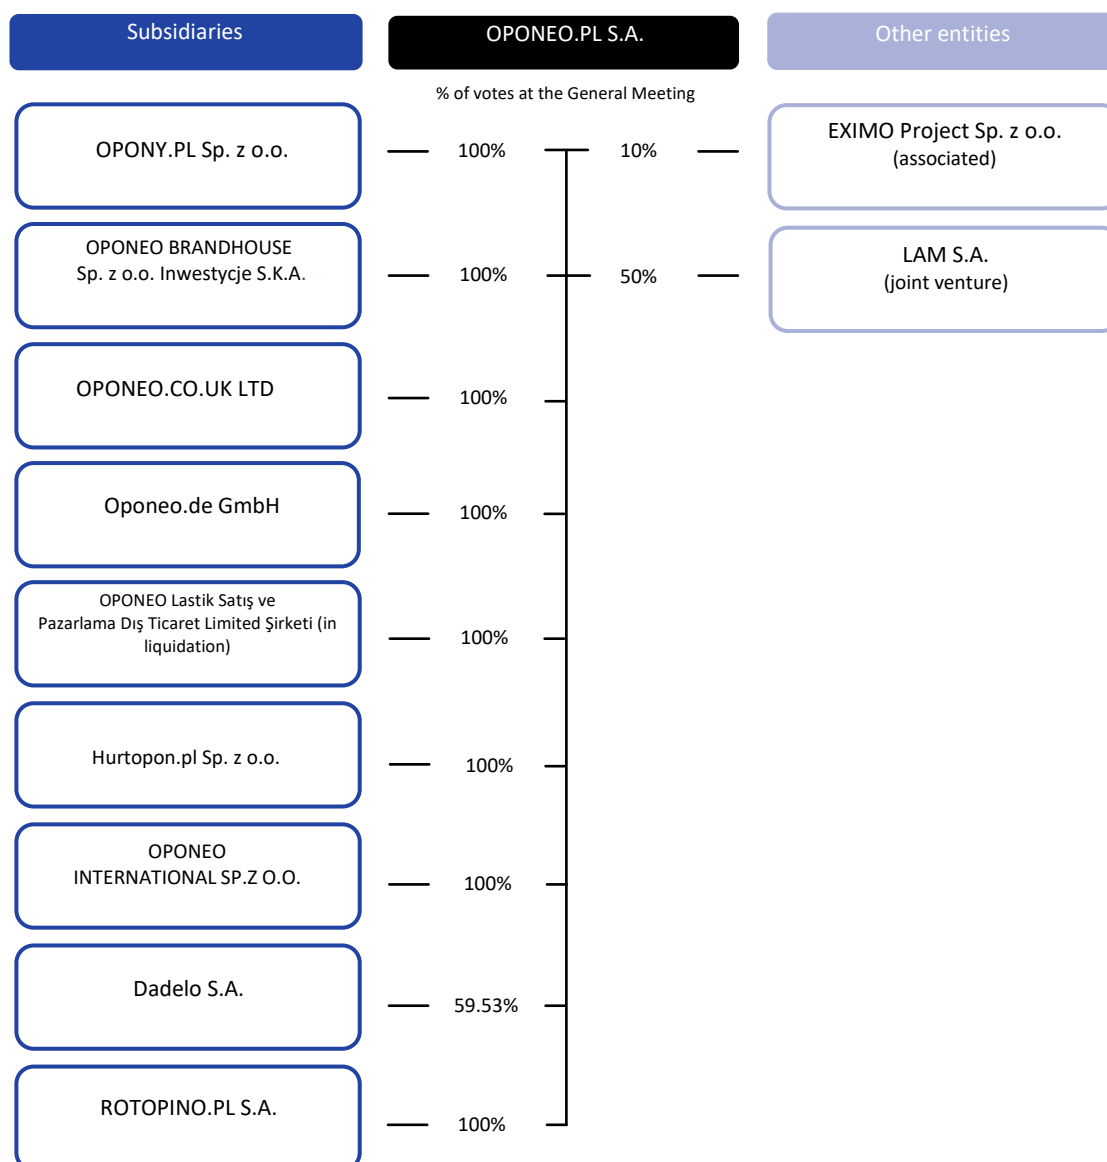 Subsidiaries
OPONEO.PL S.A.
Other entities
% of votes at the General Meeting
OPONY.PL Sp. z o.o.
100%
10%
EXIMO Project Sp. z o.o.
(associated)
OPONEO BRANDHOUSE
Sp. z o.o. Inwestycje S.K.A.
100%
50%
LAM S.A.
(joint venture)
OPONEO.CO.UK LTD
100%
Oponeo.de GmbH
100%
OPONEO Lastik Satış ve
Pazarlama Dış Ticaret Limited Şirketi (in
liquidation)
100%
Hurtopon.pl Sp. z o.o.
100%
OPONEO
INTERNATIONAL SP.Z O.O.
100%
Dadelo S.A.
59.53%
ROTOPINO.PL S.A.
100%